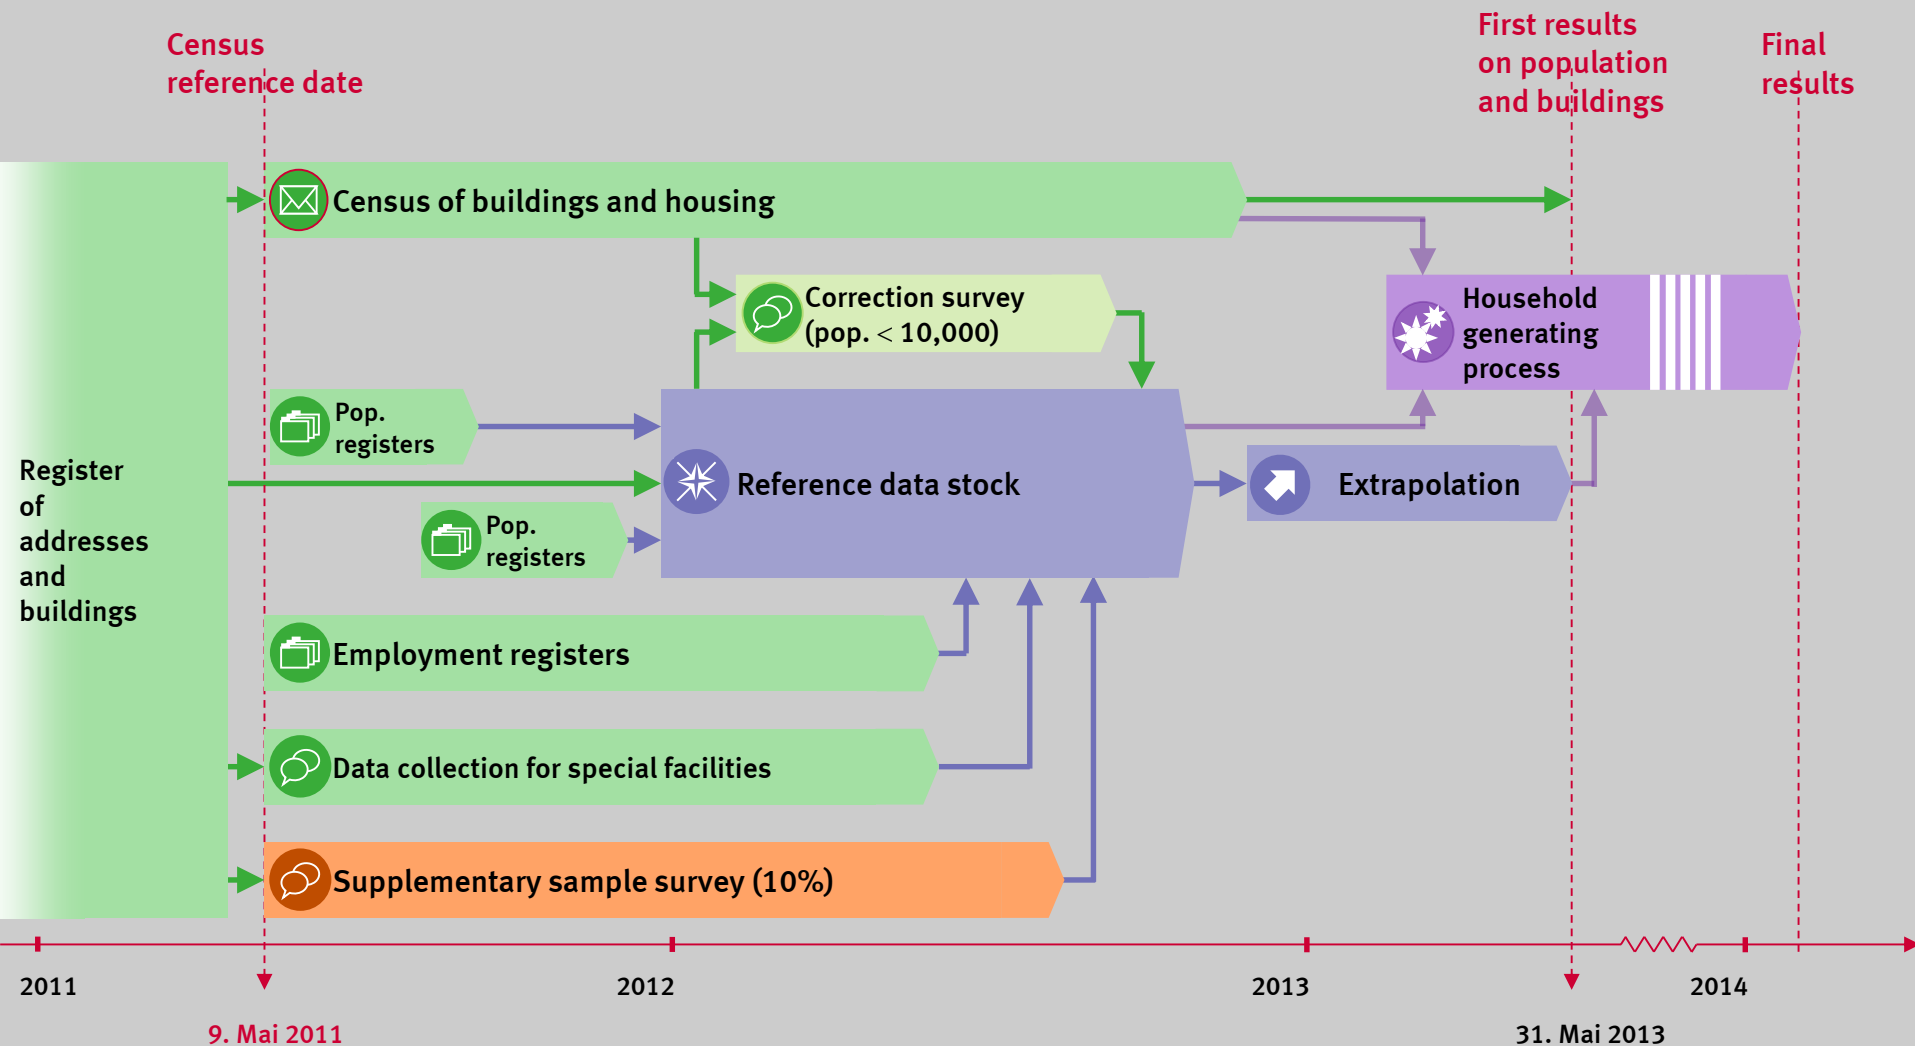 Census
reference date
First results
on population
and buildings
Final
results
Census of buildings and housing
Correction survey
(pop. < 10,000)
Household
generating
process
Pop.
registers
Register
of
addresses
and
buildings
Reference data stock
Extrapolation
Pop.
registers
Employment registers
Data collection for special facilities
Supplementary sample survey (10%)
2011
2012
2013
2014
9. Mai 2011
31. Mai 2013